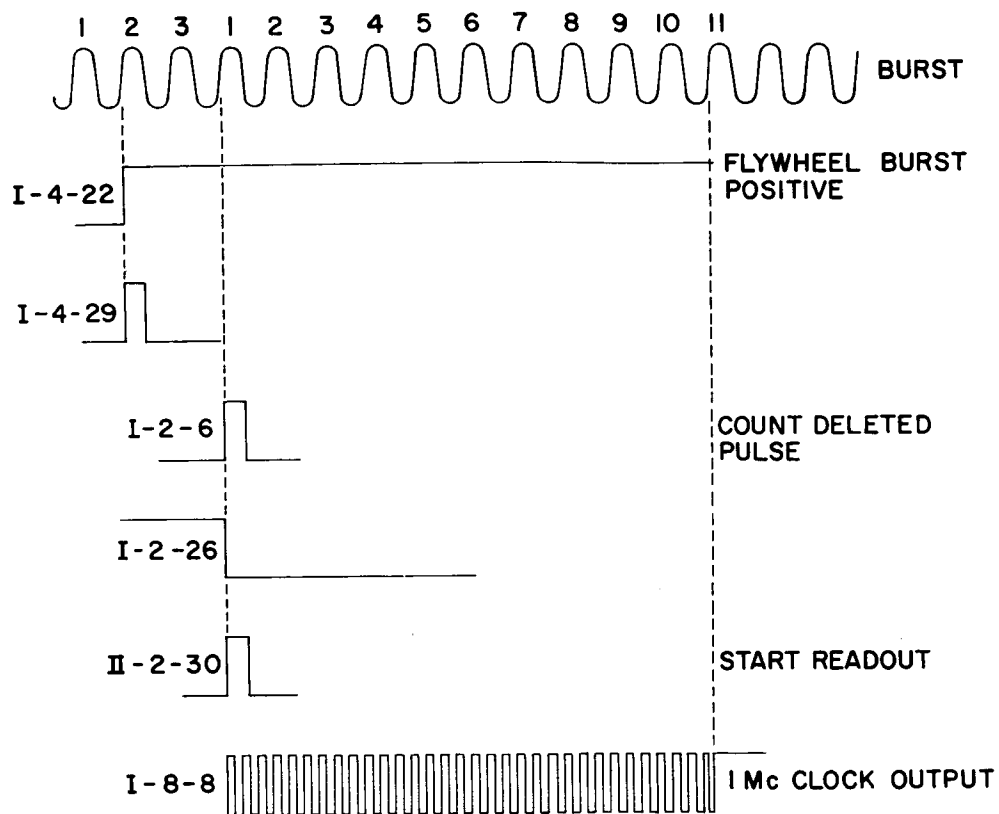 1 2 3 1 2 3 4 5 6 7 8 9 10 11
BURST
I-4-22
FLYWHEEL BURST
POSITIVE
I-4-29
I-2-6
COUNT DELETED
PULSE
I-2-26
II-2-30
START READOUT
I-8-8
1 Mc CLOCK OUTPUT